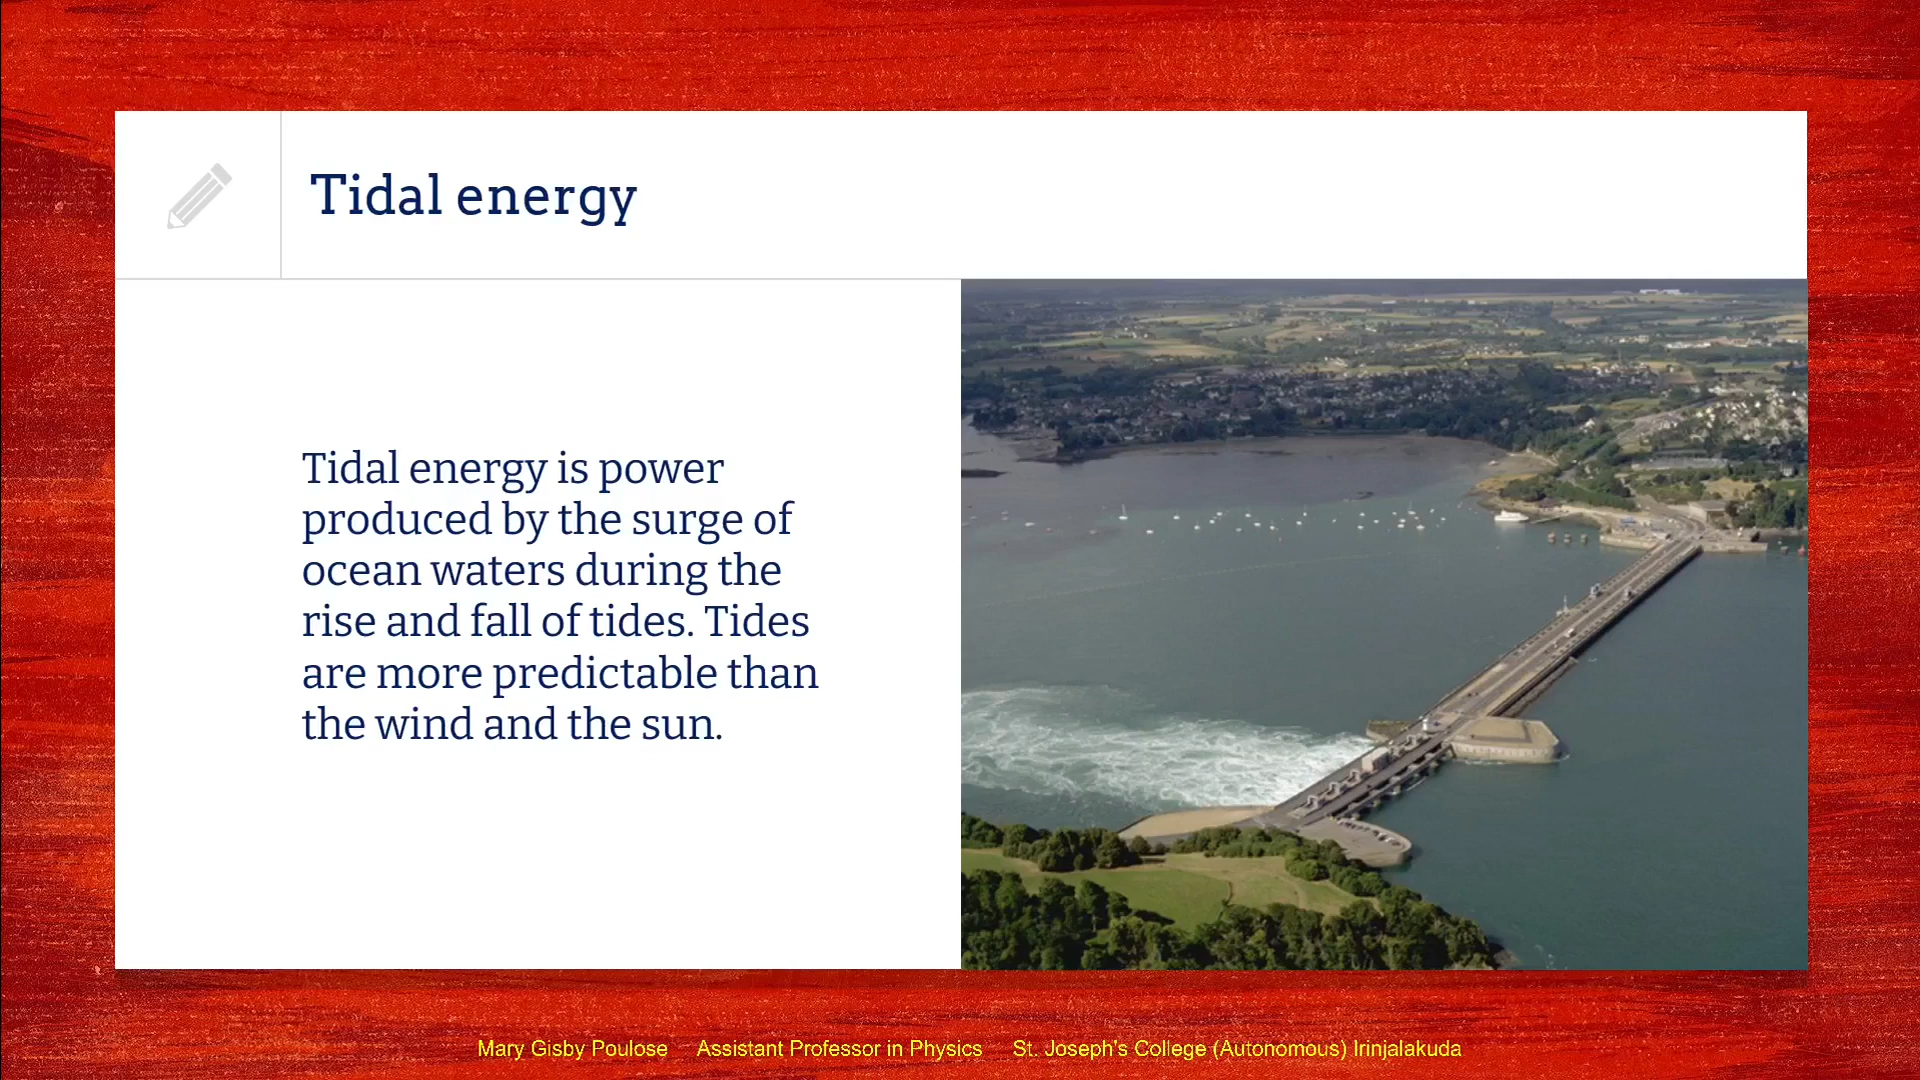 Tidal energy
Tidal energy is power
produced by the surge of
ocean waters during the
rise and fall of tides. Tides
are more predictable than
the wind and the sun.
Mary Gisby Poulose Assistant Professor in Physics St. Joseph's College (Autonomous) Irinjalakuda